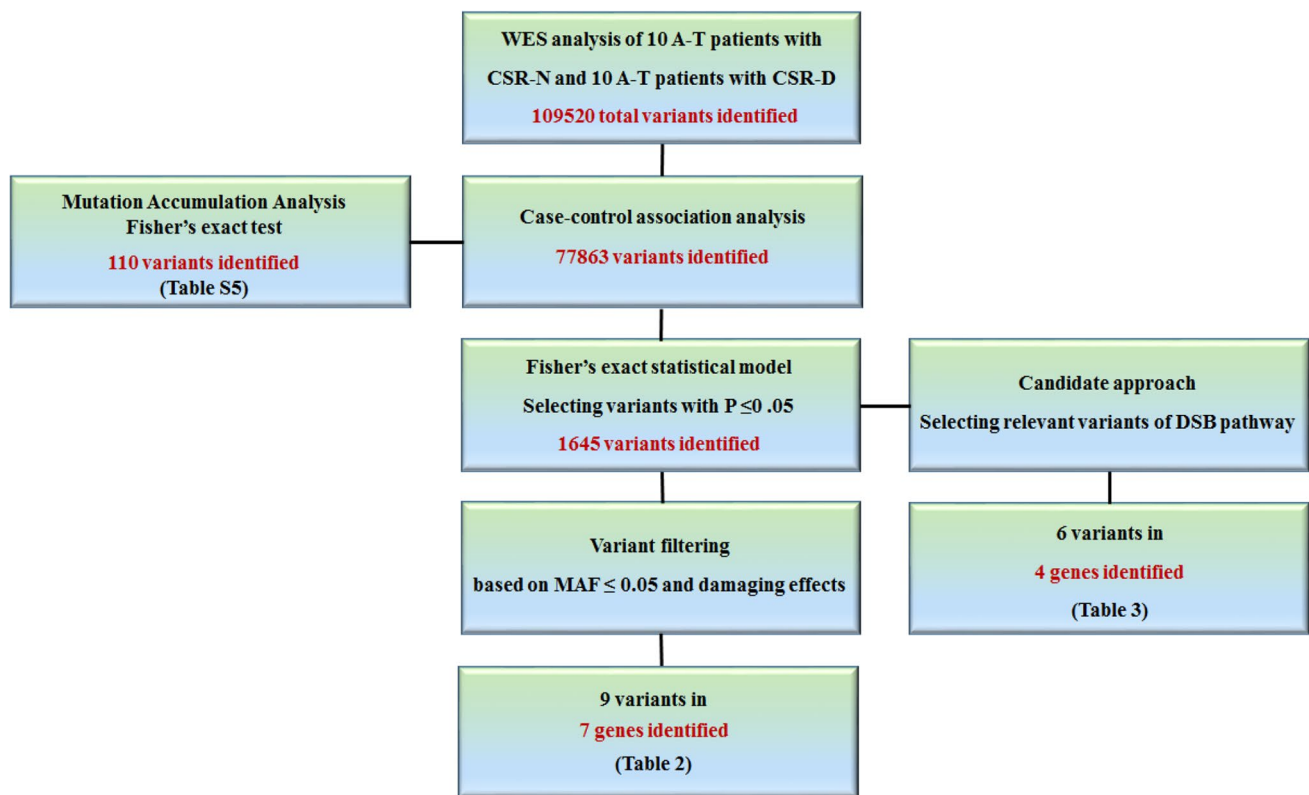 WES analysis of 10 A-T patients with
CSR-N and 10 A-T patients with CSR-D
109520 total variants identified
Mutation Accumulation Analysis
Fisher's exact test
110 variants identified
(Table S5)
Case-control association analysis
77863 variants identified
Fisher's exact statistical model
Selecting variants with P ≤0 .05
1645 variants identified
Candidate approach
Selecting relevant variants of DSB pathway
Variant filtering
based on MAF ≤ 0.05 and damaging effects
6 variants in
4 genes identified
(Table 3)
9 variants in
7 genes identified
(Table 2)